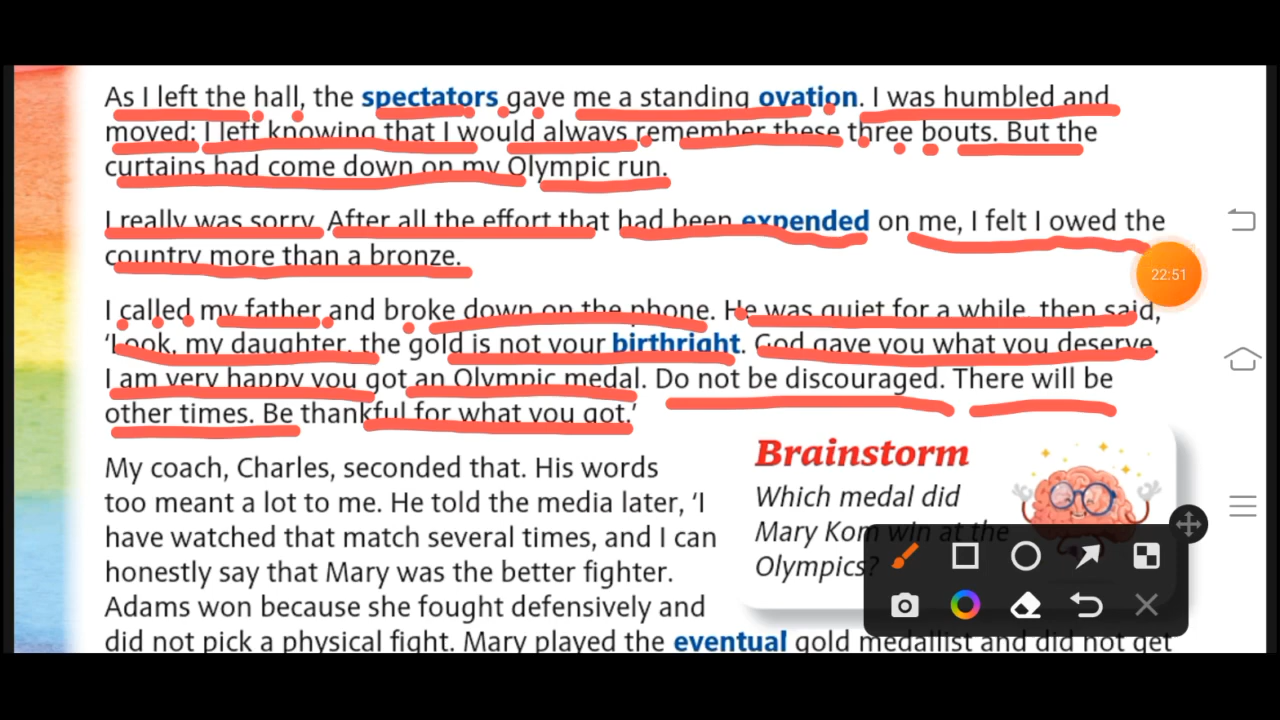 As I left the hall, the spectators gave me a standing ovation. I was humbled and
moved; I left knowing that I would always remember these three bouts. But the
curtains had come down on my Olympic run.
I really was sorry. After all the effort that had been expended on me, I felt I owed the
country more than a bronze.
22:51
I called my father and broke down on the phone. He was quiet for a while, then said,
‘Look, my daughter, the gold is not your birthright. God gave you what you deserve.
I am very happy you got an Olympic medal. Do not be discouraged. There will be
other times. Be thankful for what you got.’
My coach, Charles, seconded that. His words
too meant a lot to me. He told the media later, ‘I
have watched that match several times, and I can
honestly say that Mary was the better fighter.
Adams won because she fought defensively and
did not pick a physical fight. Mary played the eventual gold medallist and did not get
Brainstorm
Which medal did
Mary Kom win at the
Olympics?